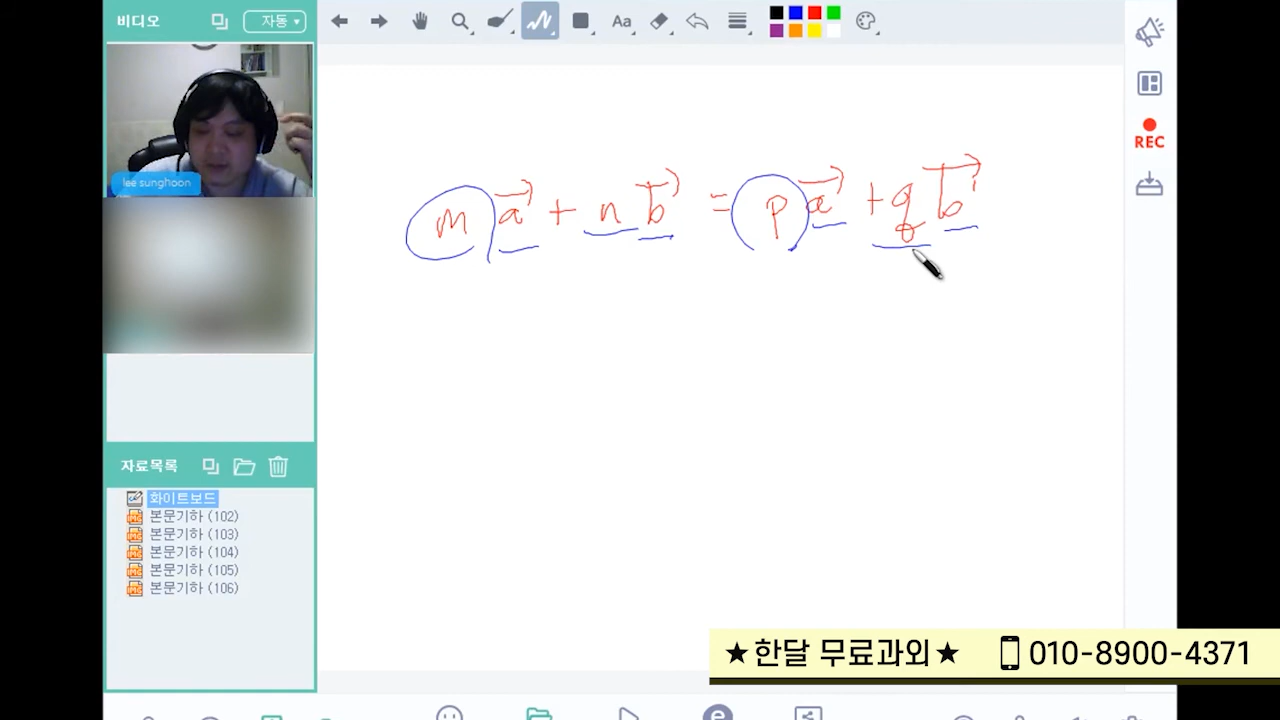 비디오
자동
Aa
REC
lee sunghoon
m a⃗ + n b⃗ = p a⃗ + q b⃗
자료목록
화이트보드
본문기하 (102)
본문기하 (103)
본문기하 (104)
본문기하 (105)
본문기하 (106)
★한달 무료과외★ 010-8900-4371